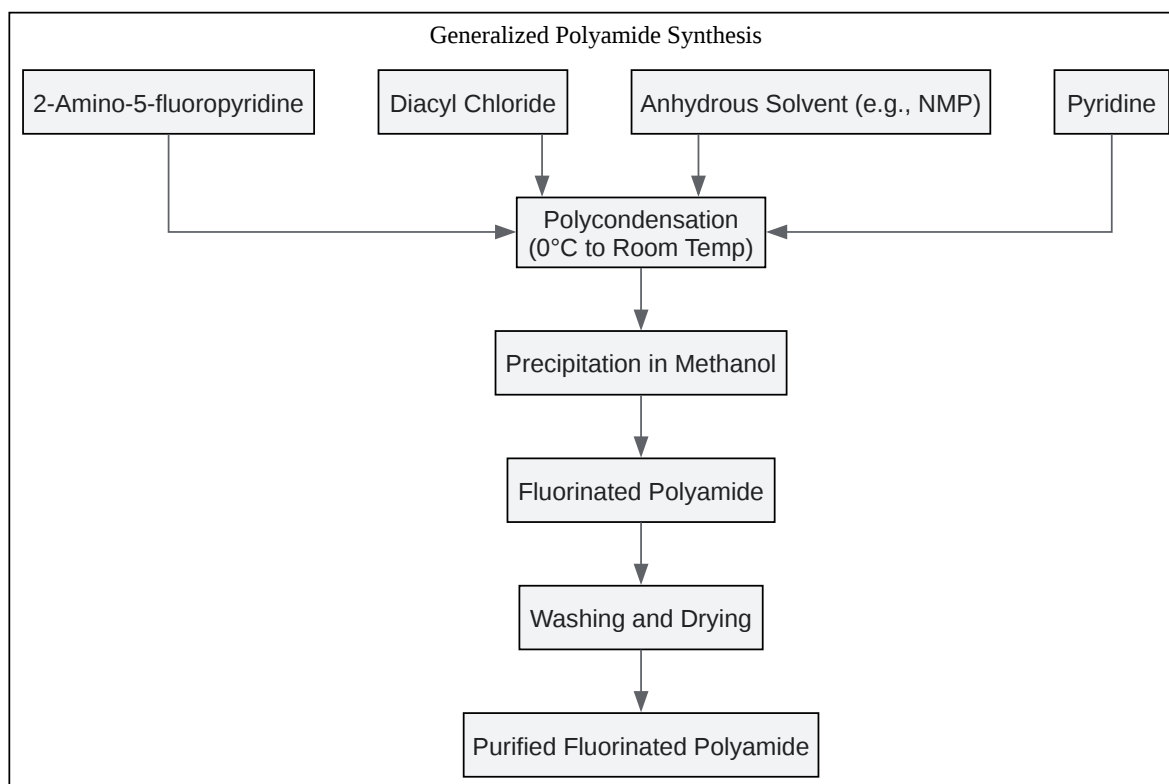 Generalized Polyamide Synthesis
2-Amino-5-fluoropyridine
Diacyl Chloride
Anhydrous Solvent (e.g., NMP)
Pyridine
Polycondensation
(0°C to Room Temp)
Precipitation in Methanol
Fluorinated Polyamide
Washing and Drying
Purified Fluorinated Polyamide